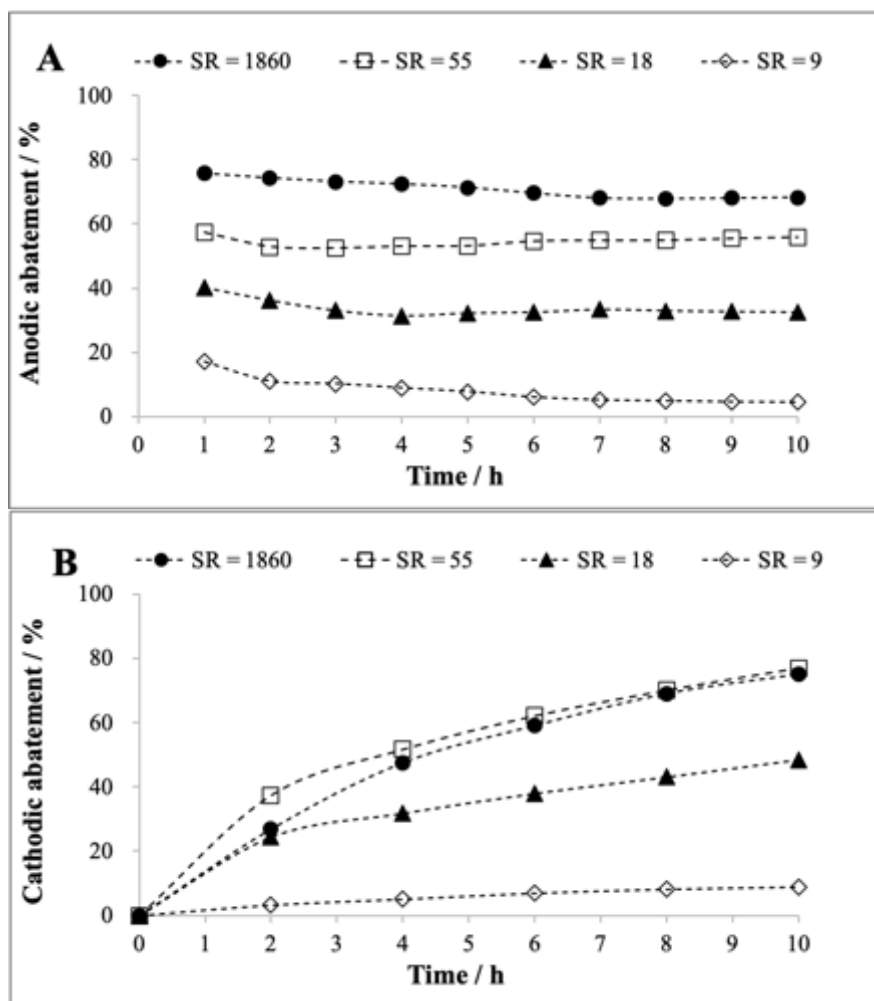 A
SR = 1860 SR = 55 SR = 18 SR = 9
Anodic abatement / %
100
80
60
40
20
0
0 1 2 3 4 5 6 7 8 9 10
Time / h
B
SR = 1860 SR = 55 SR = 18 SR = 9
Cathodic abatement / %
100
80
60
40
20
0
0 1 2 3 4 5 6 7 8 9 10
Time / h